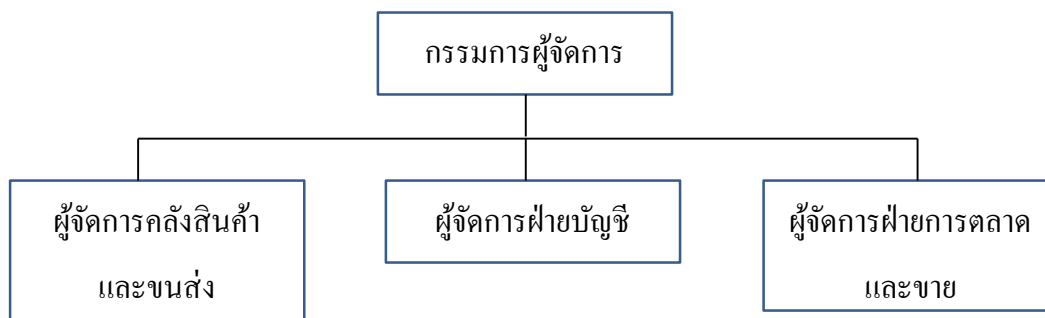 กรรมการผู้จัดการ
ผู้จัดการคลังสินค้า
และขนส่ง
ผู้จัดการฝ่ายบัญชี
ผู้จัดการฝ่ายการตลาด
และขาย